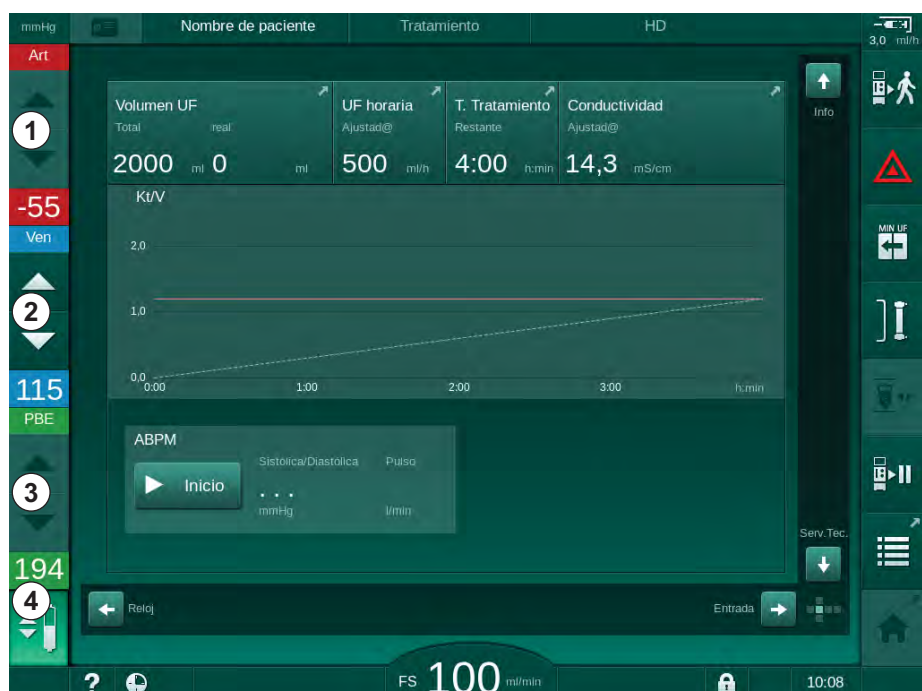 mmHg
Nombre de paciente
Tratamiento
HD
3,0 ml/h
Art
1
-55
Ven
2
115
PBE
3
194
4
Volumen UF
Total real
2000 ml 0 ml
UF horaria
Ajustad@
500 ml/h
T. Tratamiento
Restante
4:00 h:min
Conductividad
Ajustad@
14,3 mS/cm
Info
Kt/V
2,0
1,0
0,0
0:00 1:00 2:00 3:00 h:min
MIN UF
ABPM
Inicio
Sistólica/Diastólica Pulso
. . .
mmHg l/min
Serv.Tec.
Reloj
Entrada
? FS 100 ml/min 10:08